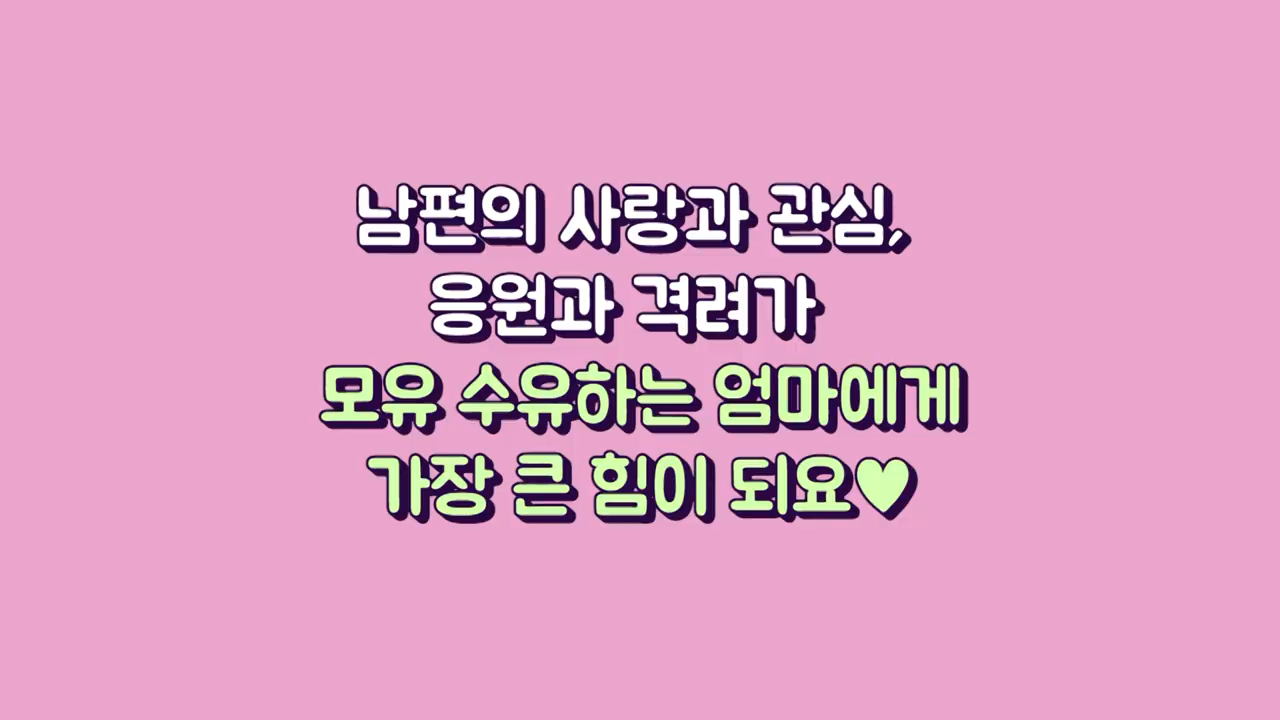 남편의 사랑과 관심,
응원과 격려가
모유 수유하는 엄마에게
가장 큰 힘이 되요♥